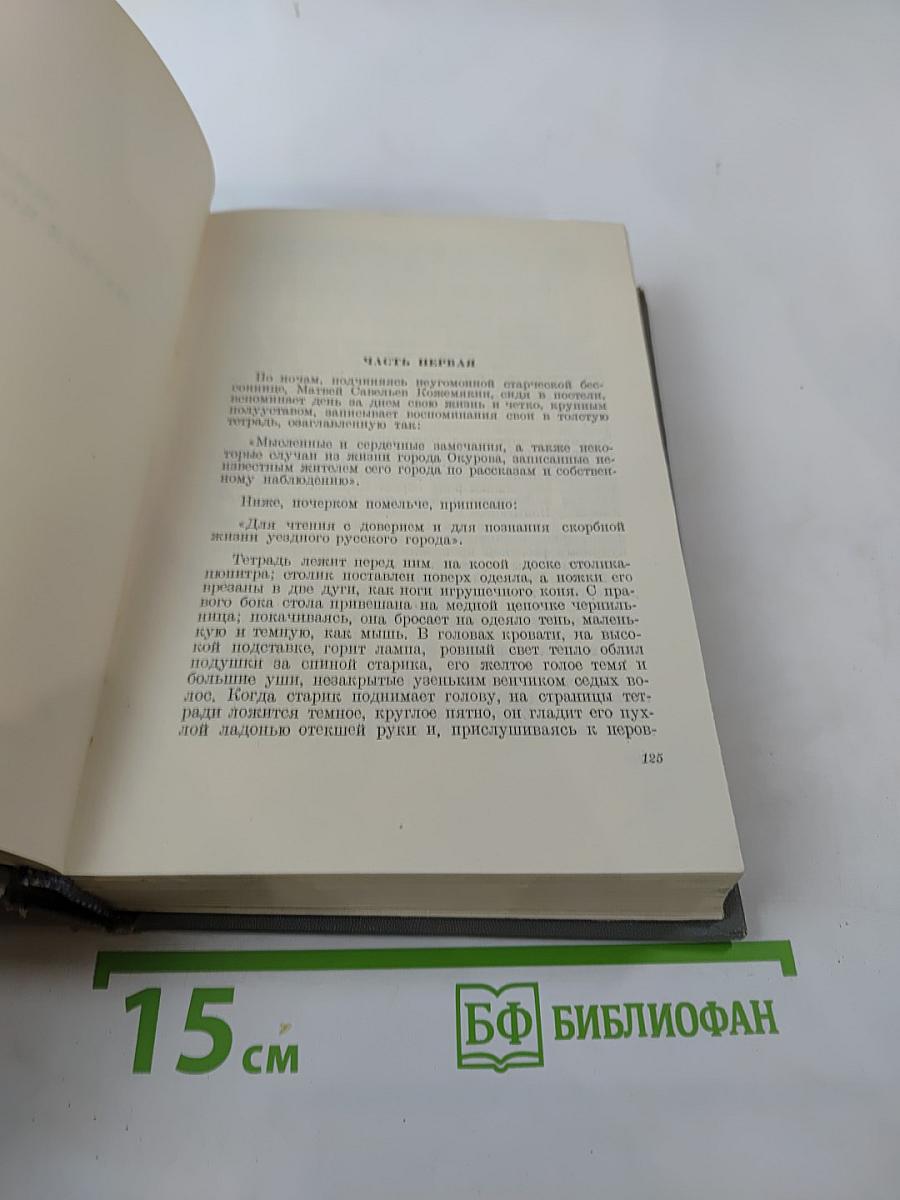 ЧАСТЬ ПЕРВАЯ
По ночам, подчиняясь неугомонной старческой бес-
соннице, Матвей Савельев Кожемякин, сидя в постели,
вспоминает день за днем свою жизнь и четко, крупным
полууставом, записывает воспоминания свои в толстую
тетрадь, озаглавленную так:
«Мысленные и сердечные замечания, а также неко-
торые случаи из жизни города Окурова, записанные не-
известным жителем сего города по рассказам и собствен-
ному наблюдению».
Ниже, почерком помельче, приписано:
«Для чтения с доверием и для познания скорбной
жизни уездного русского города».
Тетрадь лежит перед ним на косой доске столика-
пюпитра; столик поставлен поверх одеяла, а ножки его
врезаны в две дуги, как ноги игрушечного коня. С пра-
вого бока стола привешана на медной цепочке черниль-
ница; покачиваясь, она бросает на одеяло тень, малень-
кую и темную, как мышь. В головах кровати, на высо-
кой подставке, горит лампа, ровный свет тепло облил
подушки за спиной старика, его желтое голое темя и
большие уши, незакрытые узеньким венчиком седых во-
лос. Когда старик поднимает голову, на страницы тет-
ради ложится темное, круглое пятно, он гладит его пух-
лой ладонью отекшей руки и, прислушиваясь к неров-
125
15 см
БФ БИБЛИОФАН